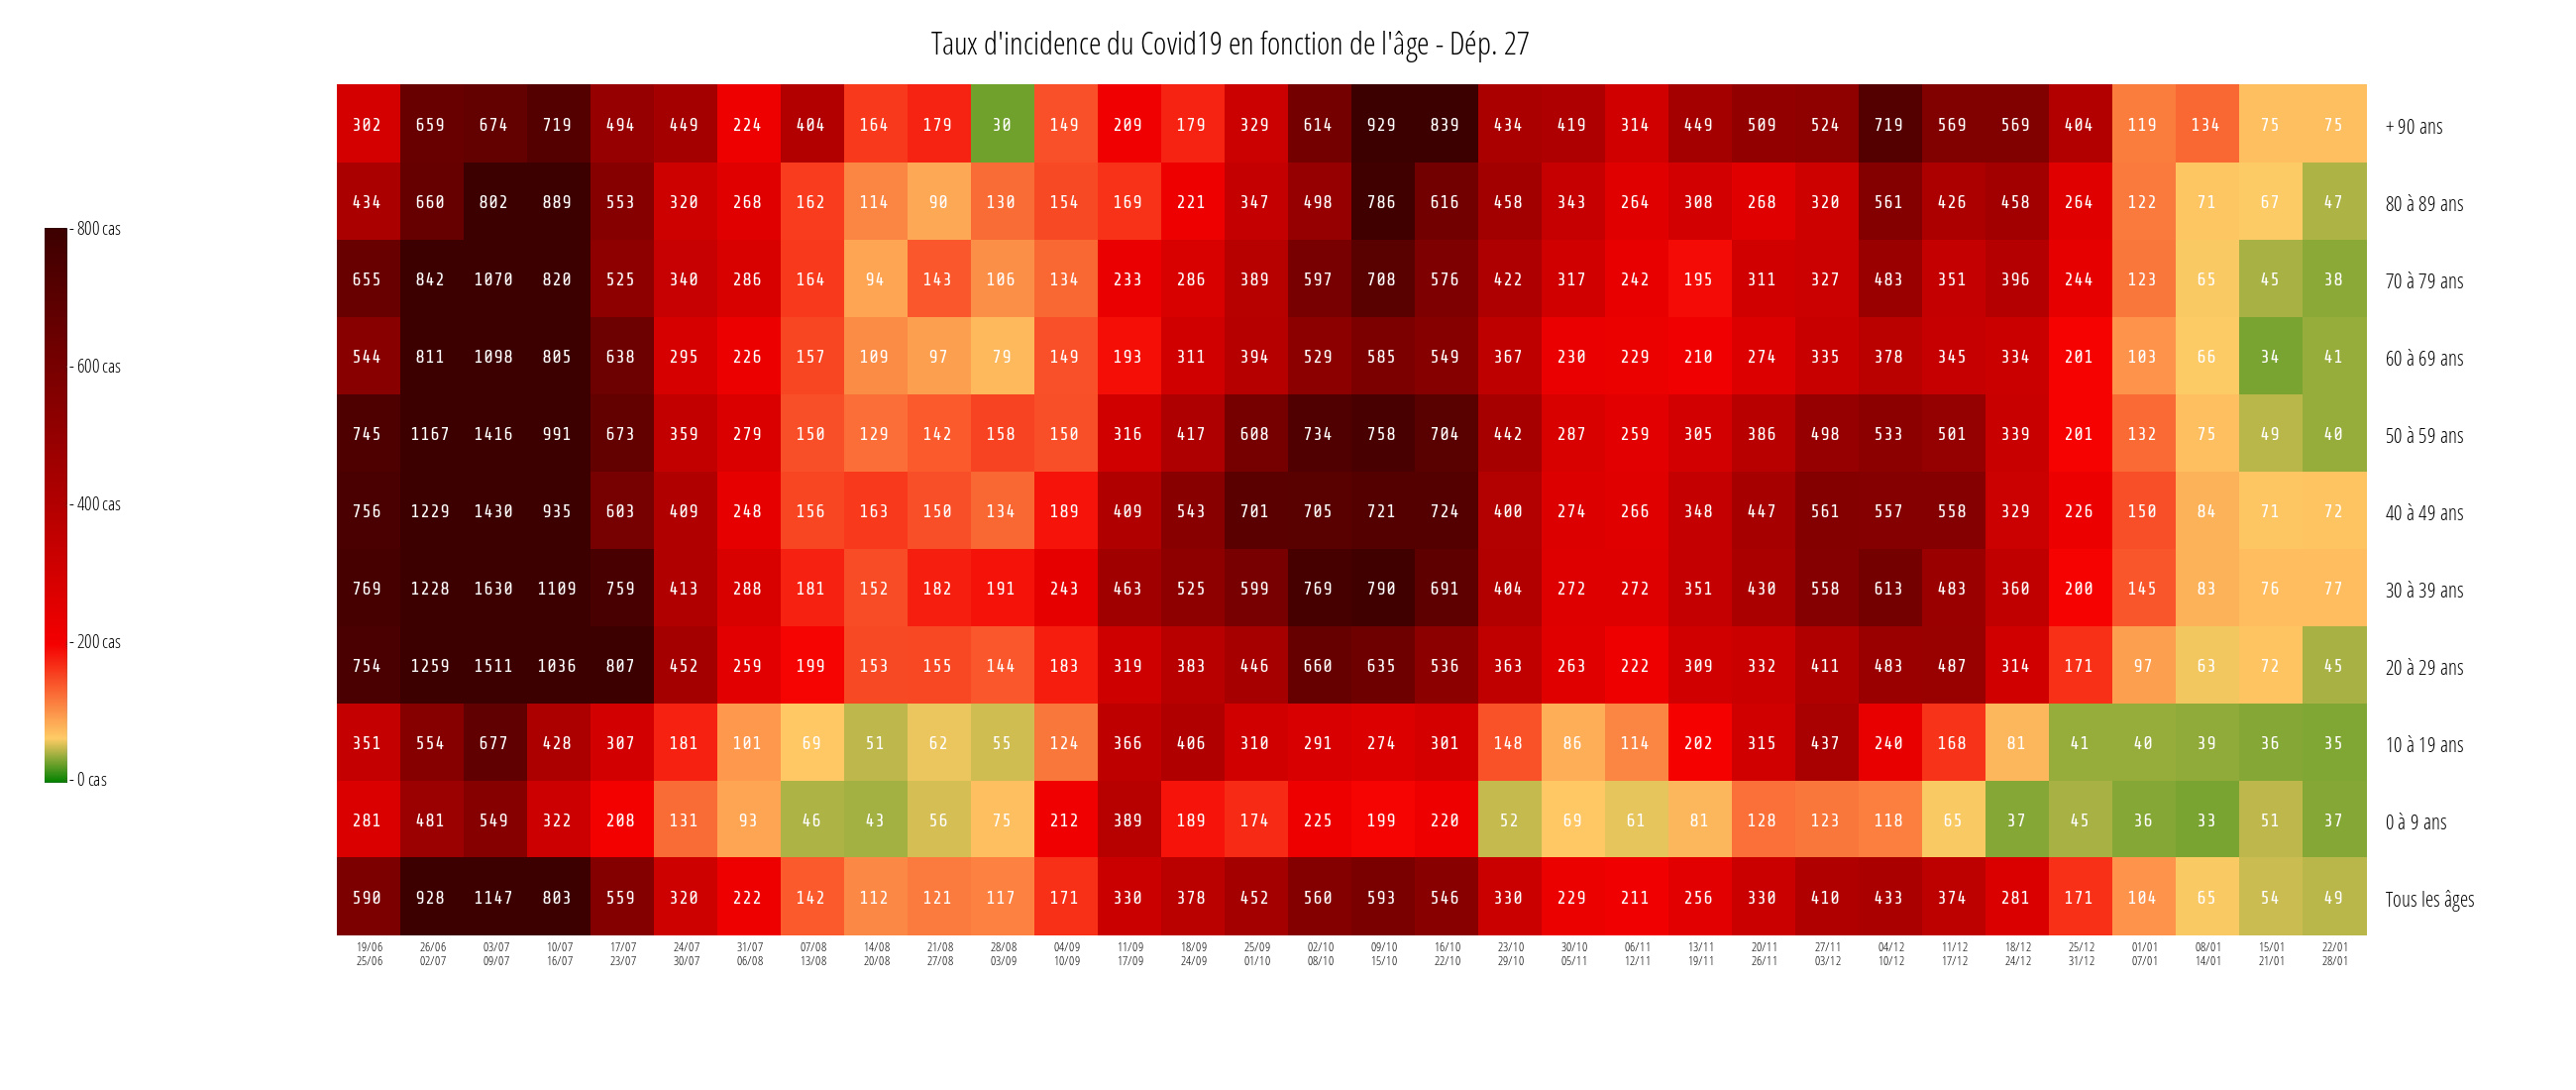 Taux d'incidence du Covid19 en fonction de l'âge - Dép. 27
302 659 674 719 494 449 224 404 164 179 30 149 209 179 329 614 929 839 434 419 314 449 509 524 719 569 569 404 119 134 75 75 + 90 ans
434 660 802 889 553 320 268 162 114 90 130 154 169 221 347 498 786 616 458 343 264 308 268 320 561 426 458 264 122 71 67 47 80 à 89 ans
- 800 cas
655 842 1070 820 525 340 286 164 94 143 106 134 233 286 389 597 708 576 422 317 242 195 311 327 483 351 396 244 123 65 45 38 70 à 79 ans
544 811 1098 805 638 295 226 157 109 97 79 149 193 311 394 529 585 549 367 230 229 210 274 335 378 345 334 201 103 66 34 41 60 à 69 ans
- 600 cas
745 1167 1416 991 673 359 279 150 129 142 158 150 316 417 608 734 758 704 442 287 259 305 386 498 533 501 339 201 132 75 49 40 50 à 59 ans
- 400 cas
756 1229 1430 935 603 409 248 156 163 150 134 189 409 543 701 705 721 724 400 274 266 348 447 561 557 558 329 226 150 84 71 72 40 à 49 ans
769 1228 1630 1109 759 413 288 181 152 182 191 243 463 525 599 769 790 691 404 272 272 351 430 558 613 483 360 200 145 83 76 77 30 à 39 ans
- 200 cas
754 1259 1511 1036 807 452 259 199 153 155 144 183 319 383 446 660 635 536 363 263 222 309 332 411 483 487 314 171 97 63 72 45 20 à 29 ans
351 554 677 428 307 181 101 69 51 62 55 124 366 406 310 291 274 301 148 86 114 202 315 437 240 168 81 41 40 39 36 35 10 à 19 ans
- 0 cas
281 481 549 322 208 131 93 46 43 56 75 212 389 189 174 225 199 220 52 69 61 81 128 123 118 65 37 45 36 33 51 37 0 à 9 ans
590 928 1147 803 559 320 222 142 112 121 117 171 330 378 452 560 593 546 330 229 211 256 330 410 433 374 281 171 104 65 54 49 Tous les âges
19/06 26/06 03/07 10/07 17/07 24/07 31/07 07/08 14/08 21/08 28/08 04/09 11/09 18/09 25/09 02/10 09/10 16/10 23/10 30/10 06/11 13/11 20/11 27/11 04/12 11/12 18/12 25/12 01/01 08/01 15/01 22/01
25/06 02/07 09/07 16/07 23/07 30/07 06/08 13/08 20/08 27/08 03/09 10/09 17/09 24/09 01/10 08/10 15/10 22/10 29/10 05/11 12/11 19/11 26/11 03/12 10/12 17/12 24/12 31/12 07/01 14/01 21/01 28/01